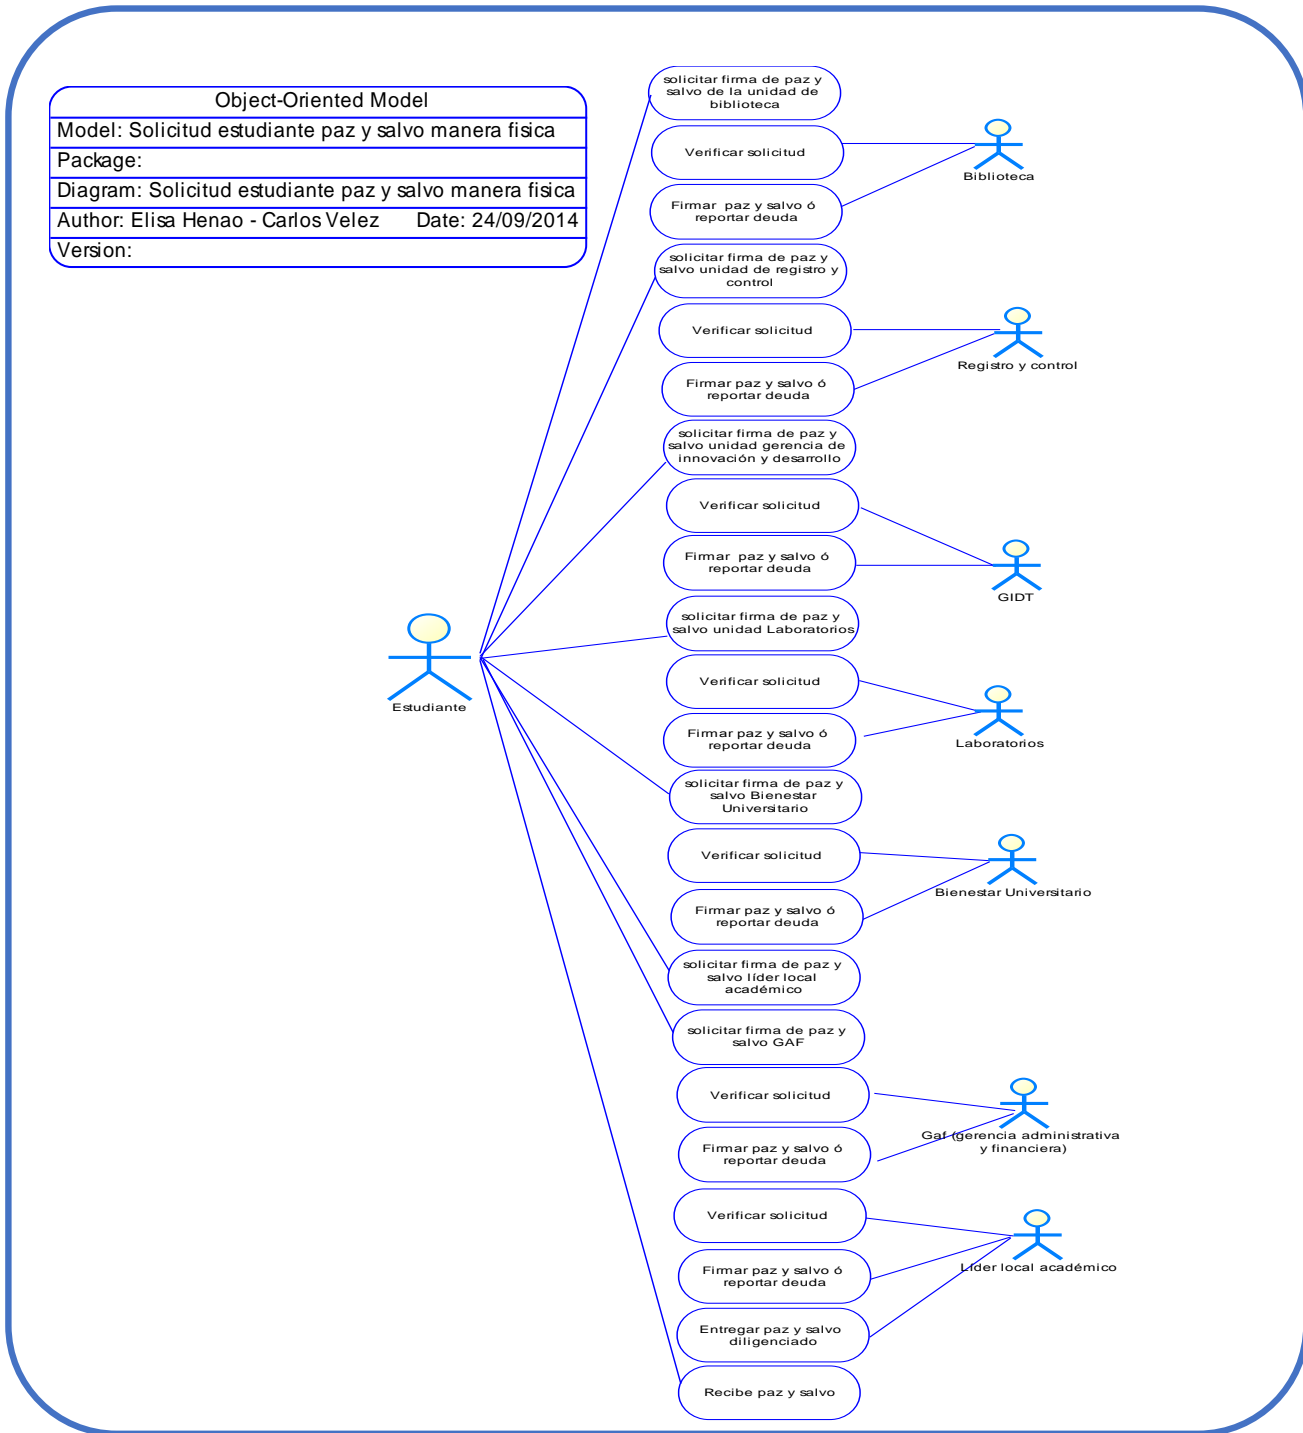 Object-Oriented Model
Model: Solicitud estudiante paz y salvo manera fisica
Package:
Diagram: Solicitud estudiante paz y salvo manera fisica
Author: Elisa Henao - Carlos Velez Date: 24/09/2014
Version:
solicitar firma de paz y
salvo de la unidad de
biblioteca
Verificar solicitud
Biblioteca
Firmar paz y salvo ó
reportar deuda
solicitar firma de paz y
salvo unidad de registro y
control
Verificar solicitud
Registro y control
Firmar paz y salvo ó
reportar deuda
solicitar firma de paz y
salvo unidad gerencia de
innovación y desarrollo
Verificar solicitud
Firmar paz y salvo ó
reportar deuda
GIDT
solicitar firma de paz y
salvo unidad Laboratorios
Verificar solicitud
Estudiante
Firmar paz y salvo ó
reportar deuda
Laboratorios
solicitar firma de paz y
salvo Bienestar
Universitario
Verificar solicitud
Bienestar Universitario
Firmar paz y salvo ó
reportar deuda
solicitar firma de paz y
salvo líder local
académico
solicitar firma de paz y
salvo GAF
Verificar solicitud
Gaf (gerencia administrativa
y financiera)
Firmar paz y salvo ó
reportar deuda
Verificar solicitud
Líder local académico
Firmar paz y salvo ó
reportar deuda
Entregar paz y salvo
diligenciado
Recibe paz y salvo